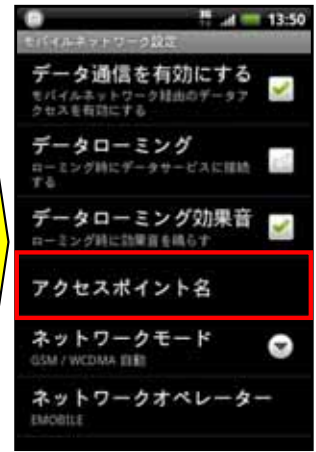 13:50
モバイルネットワーク設定
データ通信を有効にする
モバイルネットワーク経由のデータア
クセスを有効にする
データローミング
ローミング時にデータサービスに接続
する
データローミング効果音
ローミング時に効果音を鳴らす
アクセスポイント名
ネットワークモード
GSM / WCDMA 自動
ネットワークオペレーター
EMOBILE